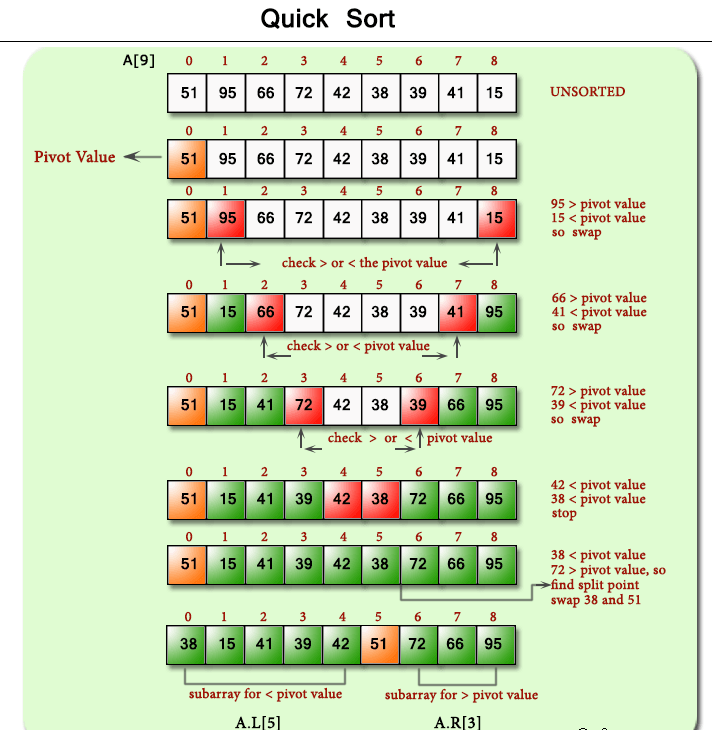 Quick Sort
A[9]
0 1 2 3 4 5 6 7 8
51 95 66 72 42 38 39 41 15
UNSORTED
0 1 2 3 4 5 6 7 8
Pivot Value
51 95 66 72 42 38 39 41 15
0 1 2 3 4 5 6 7 8
51 95 66 72 42 38 39 41 15
95 > pivot value
15 < pivot value
so swap
check > or < the pivot value
0 1 2 3 4 5 6 7 8
51 15 66 72 42 38 39 41 95
66 > pivot value
41 < pivot value
so swap
check > or < pivot value
0 1 2 3 4 5 6 7 8
51 15 41 72 42 38 39 66 95
72 > pivot value
39 < pivot value
so swap
check > or < pivot value
0 1 2 3 4 5 6 7 8
51 15 41 39 42 38 72 66 95
42 < pivot value
38 < pivot value
stop
0 1 2 3 4 5 6 7 8
51 15 41 39 42 38 72 66 95
38 < pivot value
72 > pivot value, so
find split point
swap 38 and 51
0 1 2 3 4 5 6 7 8
38 15 41 39 42 51 72 66 95
subarray for < pivot value
subarray for > pivot value
A.L[5]
A.R[3]